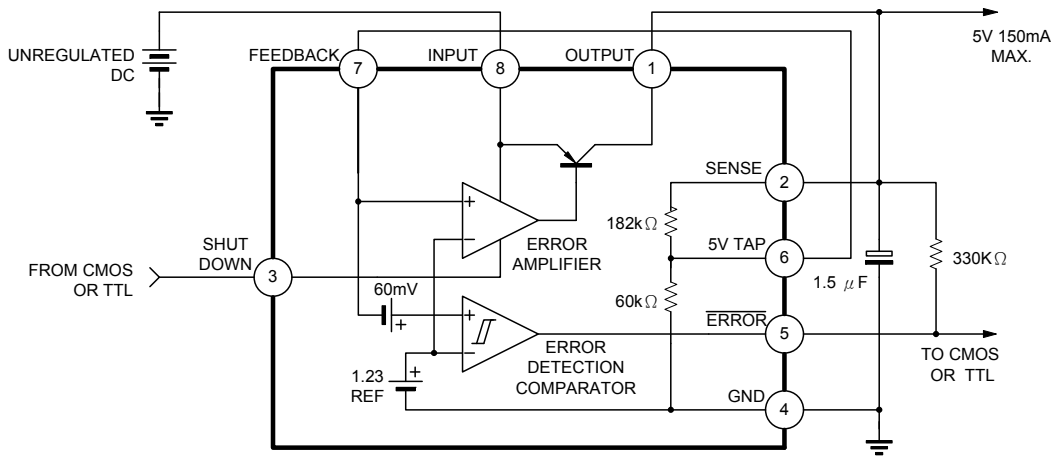 UNREGULATED
DC
FEEDBACK
7
INPUT
8
OUTPUT
1
5V 150mA
MAX.
SENSE
2
182kΩ
5V TAP
6
330KΩ
1.5 μF
60kΩ
SHUT
DOWN
3
FROM CMOS
OR TTL
+
−
ERROR
AMPLIFIER
60mV
+
+
−
ERROR
DETECTION
COMPARATOR
ERROR
5
TO CMOS
OR TTL
1.23
REF
+
GND
4